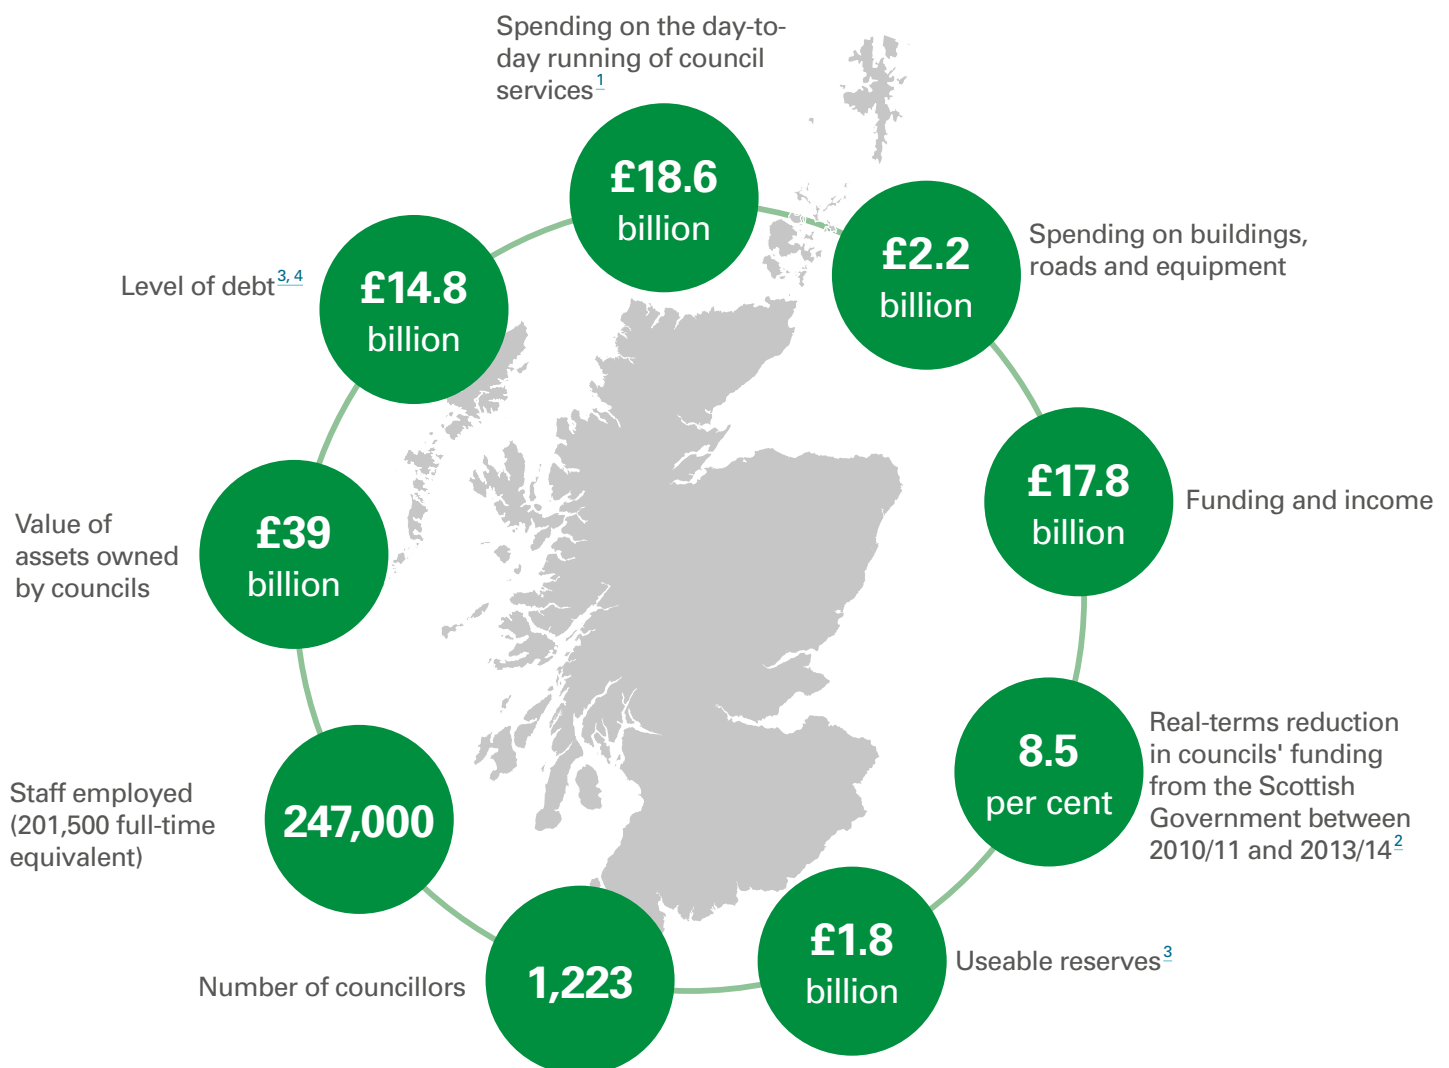 Spending on the day-to-
day running of council
services1
£18.6
billion
£2.2
billion
Spending on buildings,
roads and equipment
£17.8
billion
Funding and income
8.5
per cent
Real-terms reduction
in councils' funding
from the Scottish
Government between
2010/11 and 2013/142
£1.8
billion
Useable reserves3
1,223
Number of councillors
247,000
Staff employed
(201,500 full-time
equivalent)
£39
billion
Value of
assets owned
by councils
£14.8
billion
Level of debt3, 4